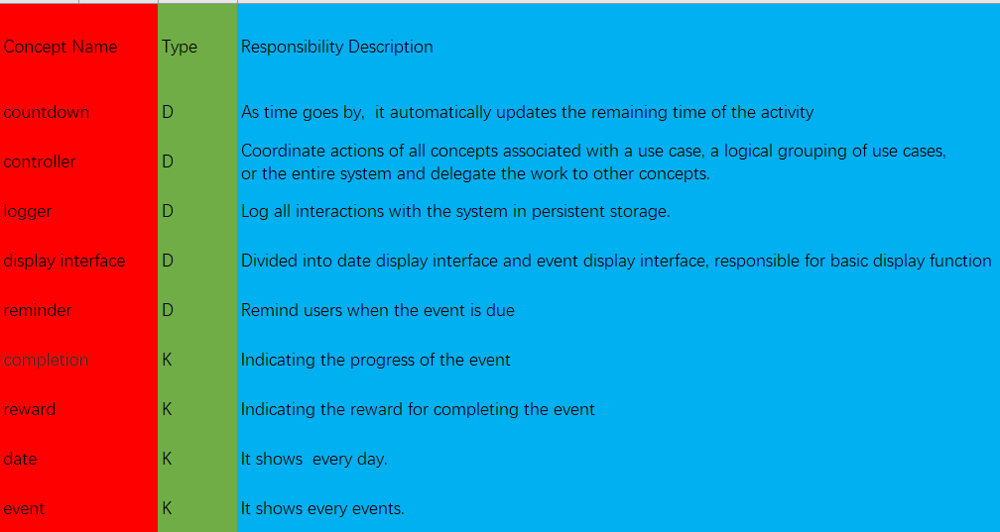 Concept Name Type Responsibility Description
countdown D As time goes by,  it automatically updates the remaining time of the activity
controller D Coordinate actions of all concepts associated with a use case, a logical grouping of use cases,
or the entire system and delegate the work to other concepts.
logger D Log all interactions with the system in persistent storage.
display interface D Divided into date display interface and event display interface, responsible for basic display function
reminder D Remind users when the event is due
completion K Indicating the progress of the event
reward K Indicating the reward for completing the event
date K It shows  every day.
event K It shows every events.